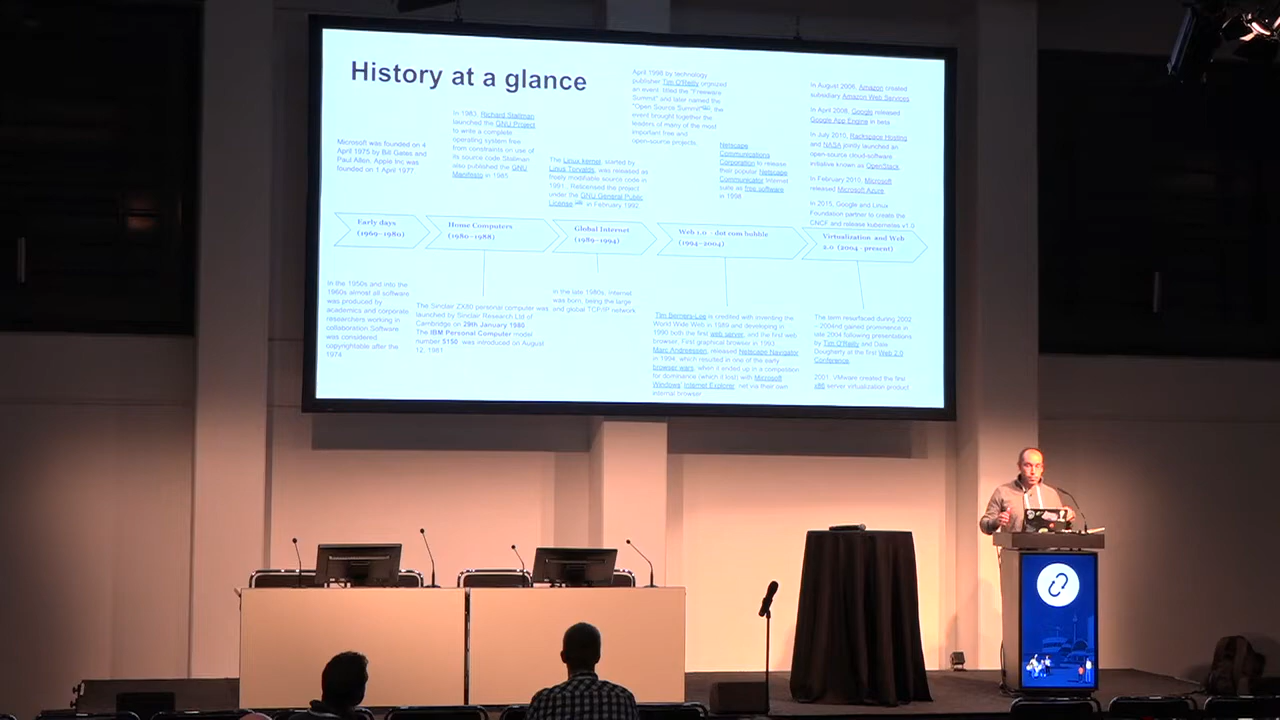 History at a glance
Microsoft was founded on 4
April 1975 by Bill Gates and
Paul Allen. Apple Inc was
founded on 1 April 1977
In 1983, Richard Stallman
launched the GNU Project
to write a complete
operating system free
from constraints on use of
its source code Stallman
also published the GNU
Manifesto in 1985
The Linux kernel, started by
Linus Torvalds, was released as
freely modifiable source code in
1991. Relicensed the project
under the GNU General Public
License in February 1992
April 1998 by technology
publisher Tim O'Reilly organized
an event titled the "Freeware
Summit" and later named the
"Open Source Summit", the
event brought together the
leaders of many of the most
important free and
open-source projects.
Netscape
Communications
Corporation to release
their popular Netscape
Communicator Internet
suite as free software
in 1998
In August 2006, Amazon created
subsidiary Amazon Web Services
In April 2008, Google released
Google App Engine in beta
In July 2010, Rackspace Hosting
and NASA jointly launched an
open-source cloud-software
initiative known as OpenStack.
In February 2010, Microsoft
released Microsoft Azure
in 2015, Google and Linux
Foundation partner to create the
CNCF and release kubernetes v1.0
Early days
(1969-1980)
Home Computers
(1980-1988)
Global Internet
(1989-1994)
Web 1.0 - dot com bubble
(1994-2004)
Virtualization and Web
2.0 (2004 - present)
In the 1950s and into the
1960s almost all software
was produced by
academics and corporate
researchers working in
collaboration Software
was considered
copyrightable after the
1974
The Sinclair ZX80 personal computer was
launched by Sinclair Research Ltd of
Cambridge on 29th January 1980
The IBM Personal Computer model
number 5150 was introduced on August
12, 1981
In the late 1980s, Internet
was born, being the large
and global TCP/IP network
Tim Berners-Lee is credited with inventing the
World Wide Web in 1989 and developing in
1990 both the first web server, and the first web
browser. First graphical browser in 1993.
Marc Andreessen, released Netscape Navigator
in 1994, which resulted in one of the early
browser wars, when it ended up in a competition
for dominance (which it lost) with Microsoft
Windows' Internet Explorer, net via their own
internal browser
The term resurfaced during 2002
- 2004and gained prominence in
late 2004 following presentations
by Tim O'Reilly and Dale
Dougherty at the first Web 2.0
Conference.
2001, VMware created the first
x86 server virtualization product